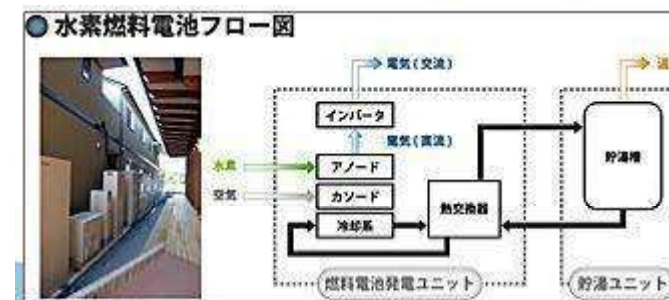 水素燃料電池フロー図
電気(交流)
インバータ
電気(直流)
水素
アノード
空気
カソード
冷却系
熱交換器
貯湯槽
燃料電池発電ユニット
貯湯ユニット